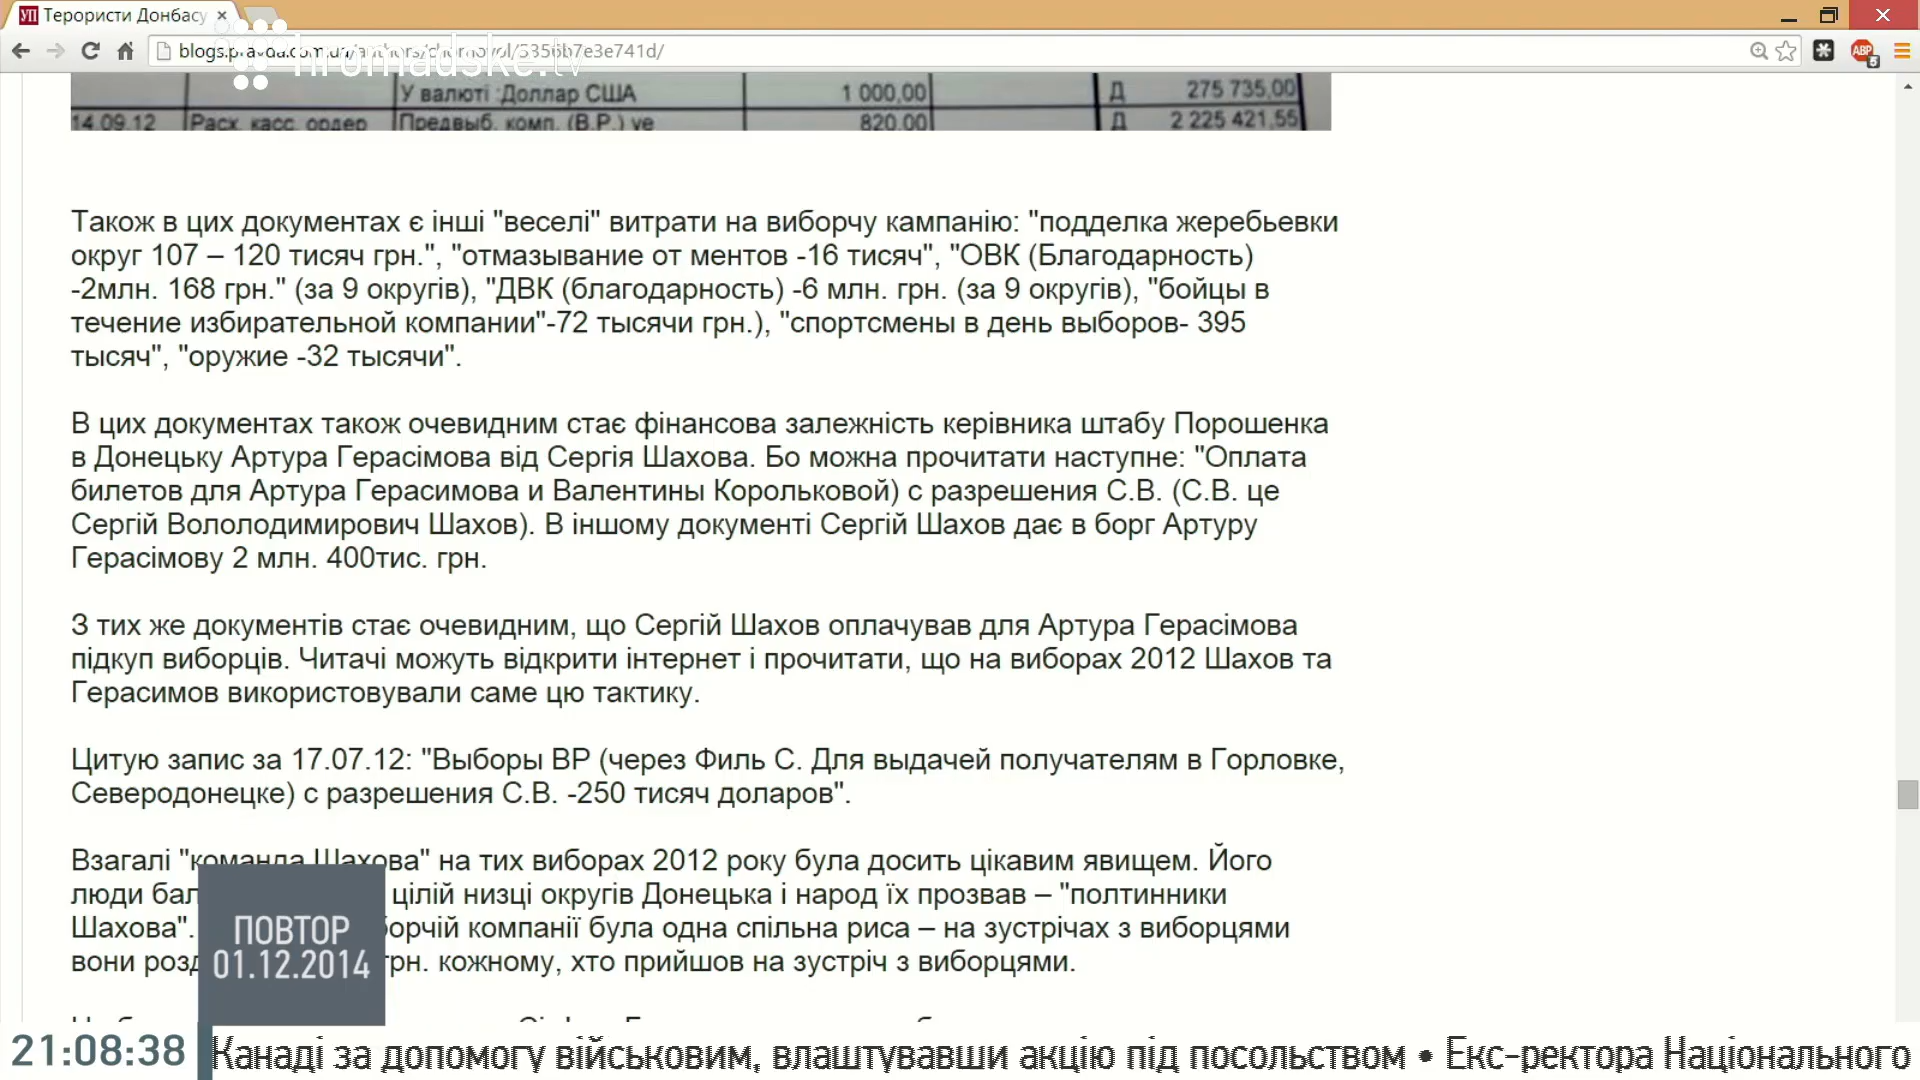 Терористи Донбасу
hromadske.tv
blogs.pravda.com.ua/authors/chornovol/5356b7e3e741d/
У валюті :Доллар США 1 000,00 Д 275 735,00
14.09.12 Расх. касс. ордер Предвыб. комп. (В.Р.) уе 820,00 Д 2 225 421,55
Також в цих документах є інші "веселі" витрати на виборчу кампанію: "подделка жеребьевки
округ 107 – 120 тисяч грн.", "отмазывание от ментов -16 тисяч", "ОВК (Благодарность)
-2млн. 168 грн." (за 9 округів), "ДВК (благодарность) -6 млн. грн. (за 9 округів), "бойцы в
течение избирательной компании"-72 тысячи грн.), "спортсмены в день выборов- 395
тысяч", "оружие -32 тысячи".
В цих документах також очевидним стає фінансова залежність керівника штабу Порошенка
в Донецьку Артура Герасімова від Сергія Шахова. Бо можна прочитати наступне: "Оплата
билетов для Артура Герасимова и Валентины Корольковой) с разрешения С.В. (С.В. це
Сергій Вололодимирович Шахов). В іншому документі Сергій Шахов дає в борг Артуру
Герасімову 2 млн. 400тис. грн.
З тих же документів стає очевидним, що Сергій Шахов оплачував для Артура Герасімова
підкуп виборців. Читачі можуть відкрити інтернет і прочитати, що на виборах 2012 Шахов та
Герасимов використовували саме цю тактику.
Цитую запис за 17.07.12: "Выборы ВР (через Филь С. Для выдачей получателям в Горловке,
Северодонецке) с разрешения С.В. -250 тисяч доларов".
Взагалі "команда Шахова" на тих виборах 2012 року була досить цікавим явищем. Його
люди бал цілій низці округів Донецька і народ їх прозвав – "полтинники
Шахова". борчій компанії була одна спільна риса – на зустрічах з виборцями
вони розд грн. кожному, хто прийшов на зустріч з виборцями.
ПОВТОР
01.12.2014
21:08:38 Канаді за допомогу військовим, влаштувавши акцію під посольством • Екс-ректора Національного